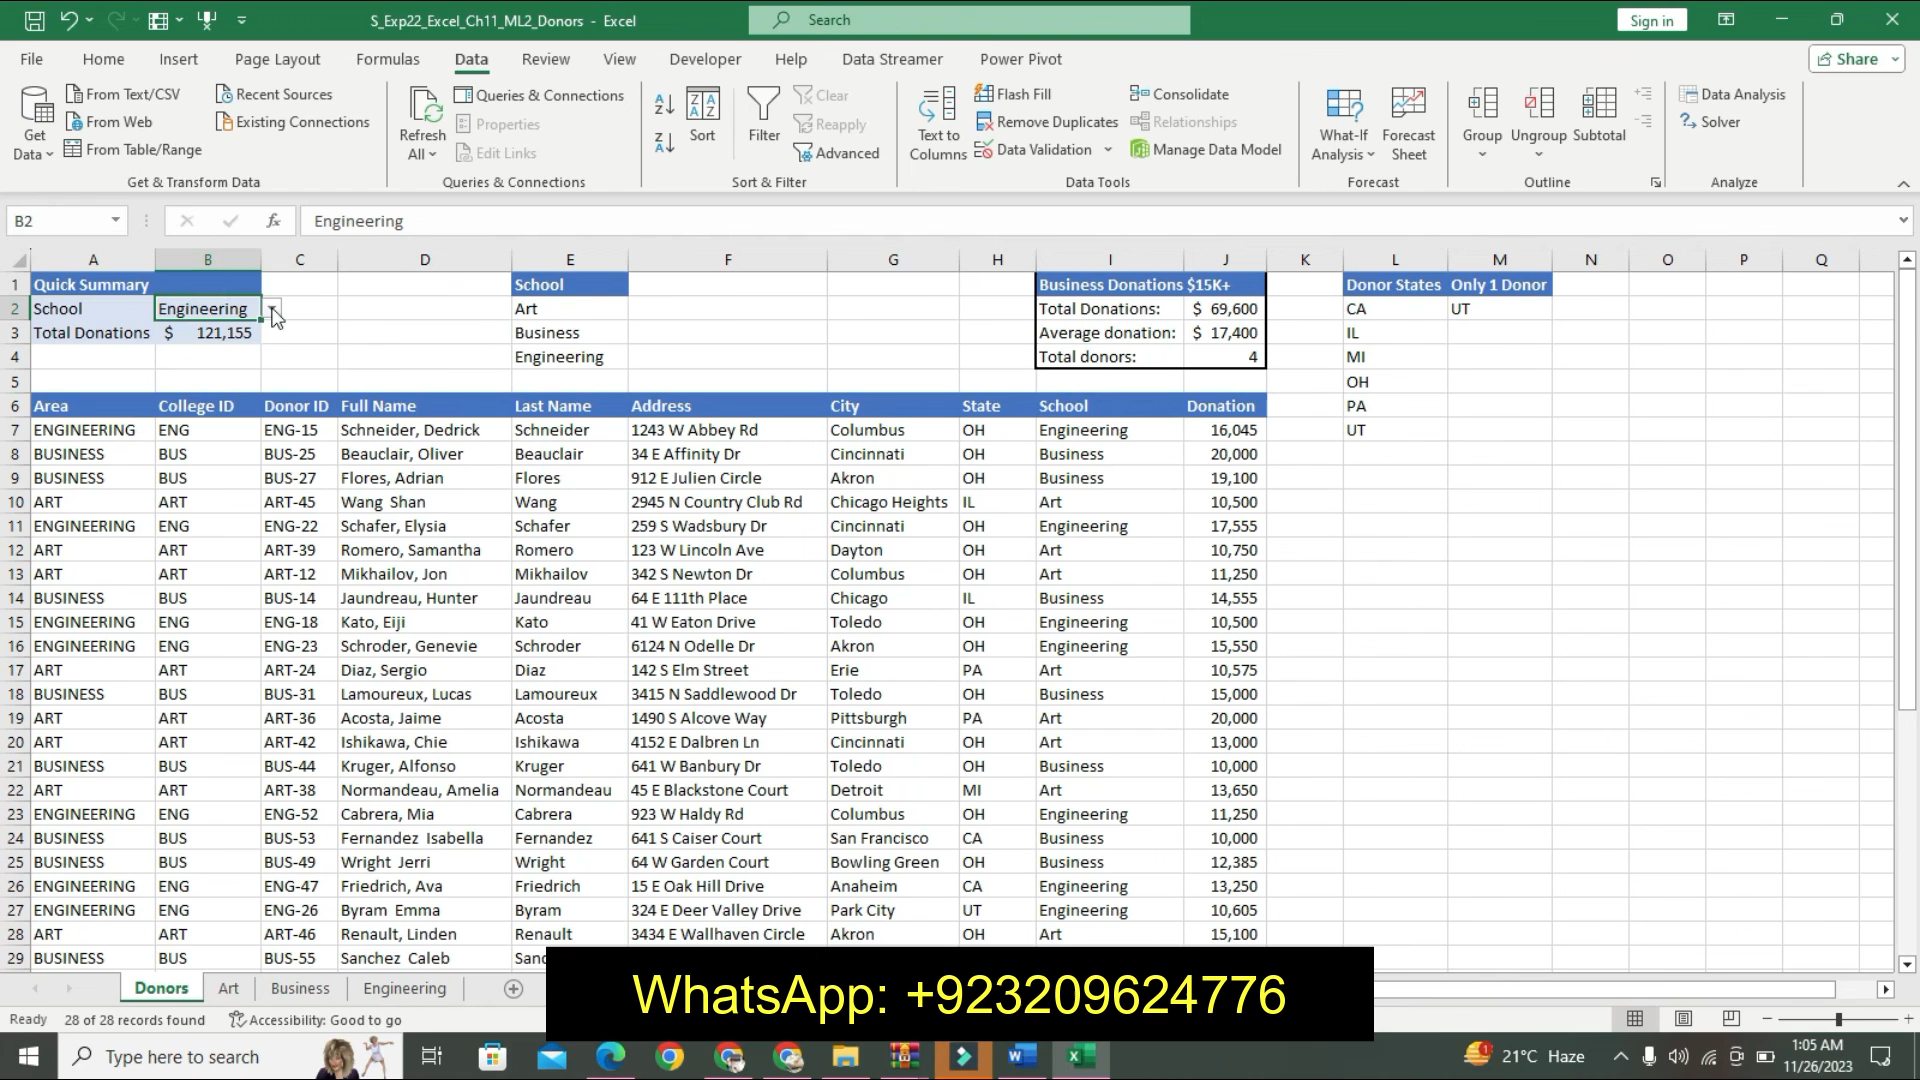 S_Exp22_Excel_Ch11_ML2_Donors - Excel
Search
Sign in
File Home Insert Page Layout Formulas Data Review View Developer Help Data Streamer Power Pivot
Share
Get Data
From Text/CSV
From Web
From Table/Range
Recent Sources
Existing Connections
Get & Transform Data
Refresh All
Queries & Connections
Properties
Edit Links
Queries & Connections
Sort
Filter
Clear
Reapply
Advanced
Sort & Filter
Text to Columns
Flash Fill
Remove Duplicates
Data Validation
Consolidate
Relationships
Manage Data Model
Data Tools
What-If Analysis
Forecast Sheet
Forecast
Group
Ungroup
Subtotal
Outline
Data Analysis
Solver
Analyze
B2 fx Engineering
A B C D E F G H I J K L M N O P Q
1 Quick Summary School Business Donations $15K+ Donor States Only 1 Donor
2 School Engineering Art Total Donations: $ 69,600 CA UT
3 Total Donations $ 121,155 Business Average donation: $ 17,400 IL
4 Engineering Total donors: 4 MI
5 OH
6 Area College ID Donor ID Full Name Last Name Address City State School Donation PA
7 ENGINEERING ENG ENG-15 Schneider, Dedrick Schneider 1243 W Abbey Rd Columbus OH Engineering 16,045 UT
8 BUSINESS BUS BUS-25 Beauclair, Oliver Beauclair 34 E Affinity Dr Cincinnati OH Business 20,000
9 BUSINESS BUS BUS-27 Flores, Adrian Flores 912 E Julien Circle Akron OH Business 19,100
10 ART ART ART-45 Wang Shan Wang 2945 N Country Club Rd Chicago Heights IL Art 10,500
11 ENGINEERING ENG ENG-22 Schafer, Elysia Schafer 259 S Wadsbury Dr Cincinnati OH Engineering 17,555
12 ART ART ART-39 Romero, Samantha Romero 123 W Lincoln Ave Dayton OH Art 10,750
13 ART ART ART-12 Mikhailov, Jon Mikhailov 342 S Newton Dr Columbus OH Art 11,250
14 BUSINESS BUS BUS-14 Jaundreau, Hunter Jaundreau 64 E 111th Place Chicago IL Business 14,555
15 ENGINEERING ENG ENG-18 Kato, Eiji Kato 41 W Eaton Drive Toledo OH Engineering 10,500
16 ENGINEERING ENG ENG-23 Schroder, Genevie Schroder 6124 N Odelle Dr Akron OH Engineering 15,550
17 ART ART ART-24 Diaz, Sergio Diaz 142 S Elm Street Erie PA Art 10,575
18 BUSINESS BUS BUS-31 Lamoureux, Lucas Lamoureux 3415 N Saddlewood Dr Toledo OH Business 15,000
19 ART ART ART-36 Acosta, Jaime Acosta 1490 S Alcove Way Pittsburgh PA Art 20,000
20 ART ART ART-42 Ishikawa, Chie Ishikawa 4152 E Dalbren Ln Cincinnati OH Art 13,000
21 BUSINESS BUS BUS-44 Kruger, Alfonso Kruger 641 W Banbury Dr Toledo OH Business 10,000
22 ART ART ART-38 Normandeau, Amelia Normandeau 45 E Blackstone Court Detroit MI Art 13,650
23 ENGINEERING ENG ENG-52 Cabrera, Mia Cabrera 923 W Haldy Rd Columbus OH Engineering 11,250
24 BUSINESS BUS BUS-53 Fernandez Isabella Fernandez 641 S Caiser Court San Francisco CA Business 10,000
25 BUSINESS BUS BUS-49 Wright Jerri Wright 64 W Garden Court Bowling Green OH Business 12,385
26 ENGINEERING ENG ENG-47 Friedrich, Ava Friedrich 15 E Oak Hill Drive Anaheim CA Engineering 13,250
27 ENGINEERING ENG ENG-26 Byram Emma Byram 324 E Deer Valley Drive Park City UT Engineering 10,605
28 ART ART ART-46 Renault, Linden Renault 3434 E Wallhaven Circle Akron OH Art 15,100
29 BUSINESS BUS BUS-55 Sanchez Caleb
Donors Art Business Engineering
WhatsApp: +923209624776
Ready 28 of 28 records found Accessibility: Good to go
Type here to search
21°C Haze
1:05 AM
11/26/2023